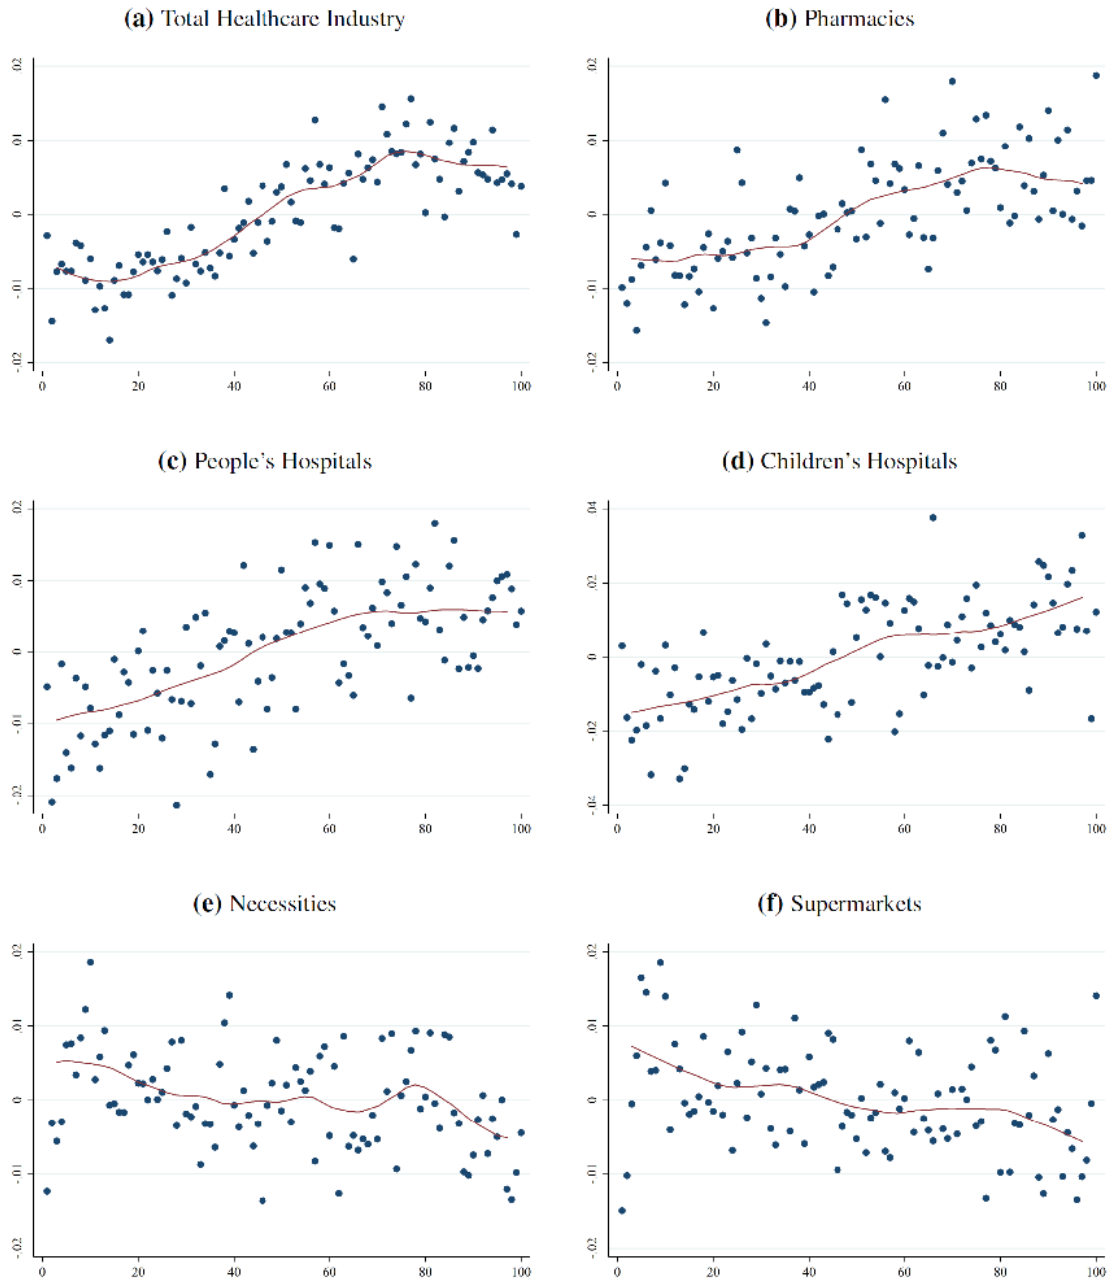 (a) Total Healthcare Industry
(b) Pharmacies
.02
.01
0
-.01
-.02
0 20 40 60 80 100
.02
.01
0
-.01
-.02
0 20 40 60 80 100
(c) People's Hospitals
(d) Children's Hospitals
.02
.01
0
-.01
-.02
0 20 40 60 80 100
.04
.02
0
-.02
-.04
0 20 40 60 80 100
(e) Necessities
(f) Supermarkets
.02
.01
0
-.01
-.02
0 20 40 60 80 100
.02
.01
0
-.01
-.02
0 20 40 60 80 100